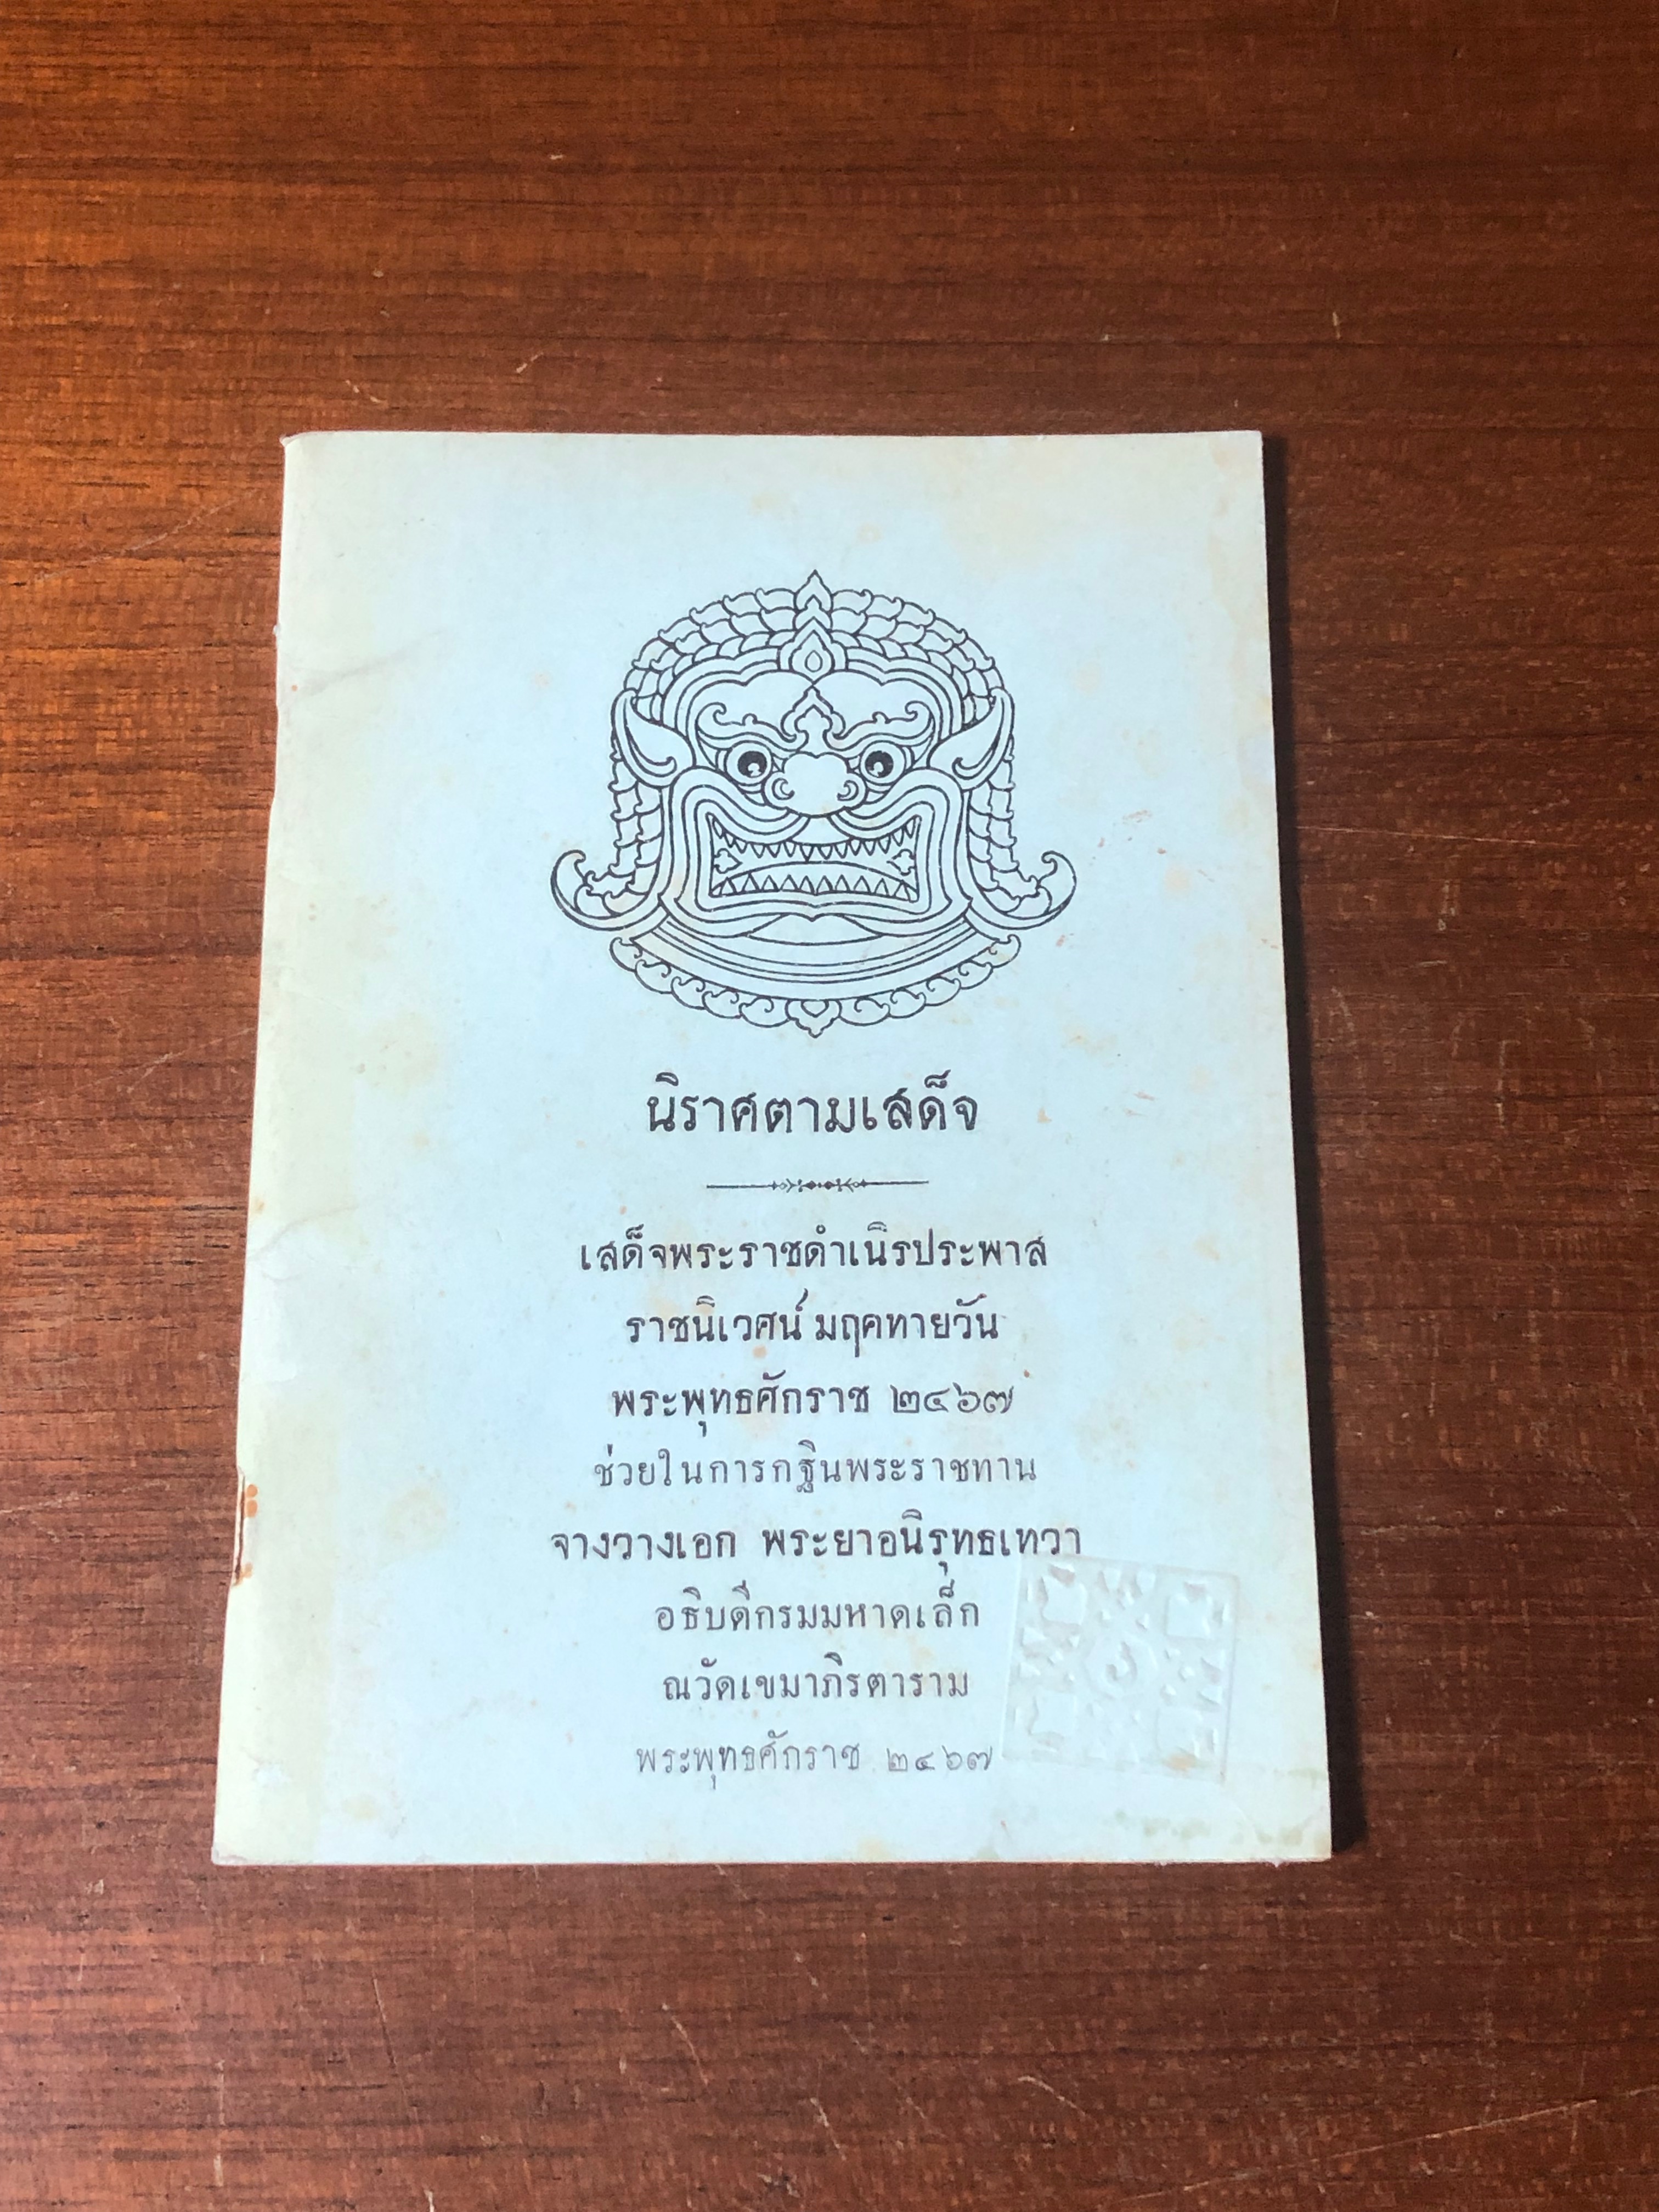 นิราศตามเสด็จ
เสด็จพระราชดำเนิรประพาส
ราชนิเวศน์ มฤคทายวัน
พระพุทธศักราช ๒๔๖๗
ช่วยในการกฐินพระราชทาน
จางวางเอก พระยาอนิรุทธเทวา
อธิบดีกรมมหาดเล็ก
ณวัดเขมาภิรตาราม
พระพุทธศักราช ๒๔๖๗